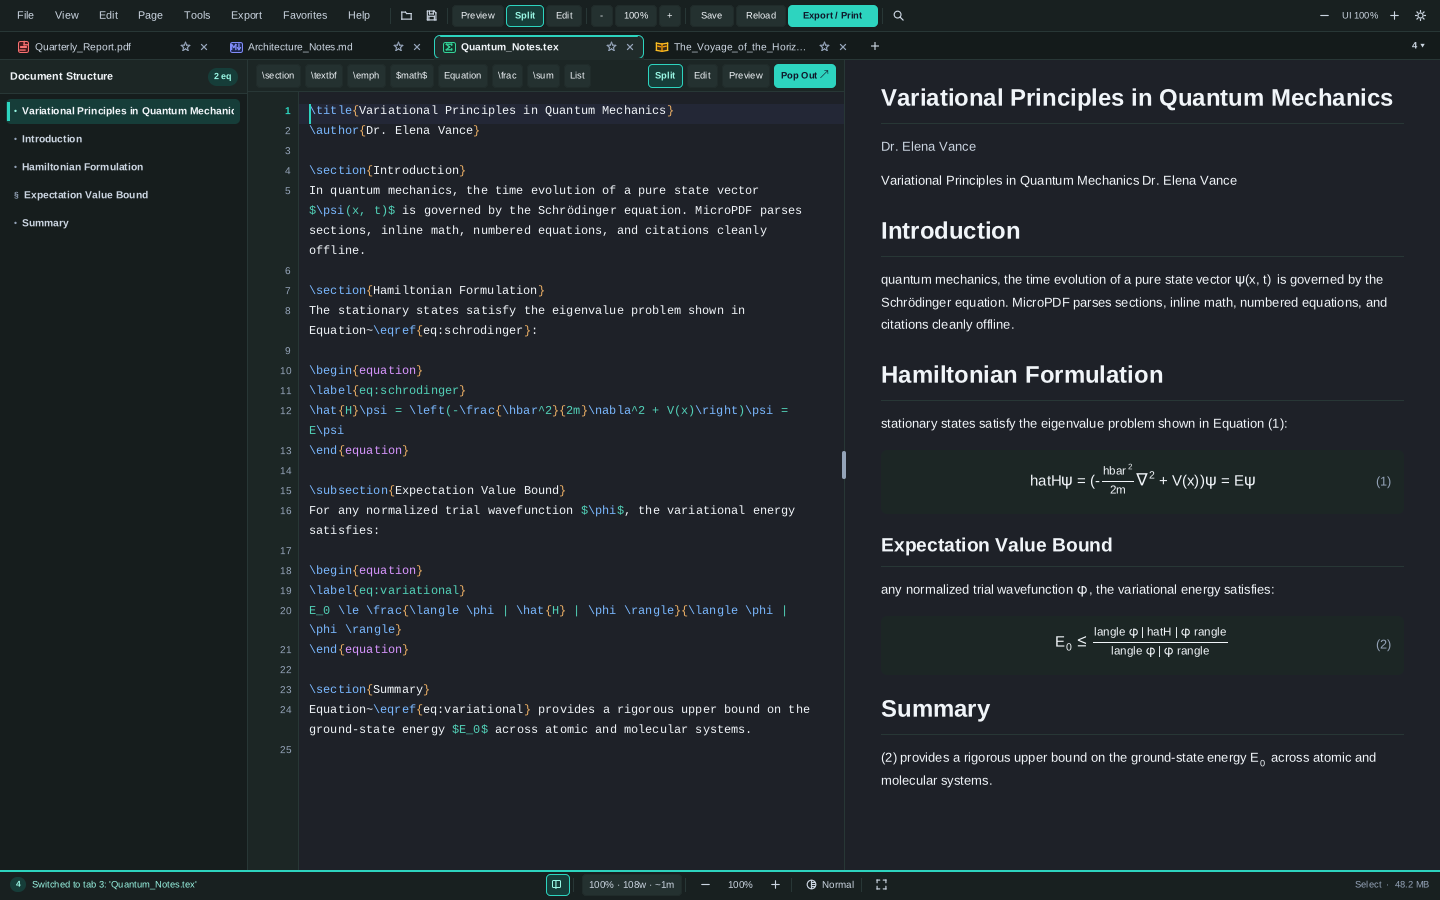 File View Edit Page Tools Export Favorites Help Preview Split Edit - 100% + Save Reload Export / Print UI 100%
Quarterly_Report.pdf Architecture_Notes.md Quantum_Notes.tex The_Voyage_of_the_Horiz... 4
Document Structure 2 eq
\section \textbf \emph $math$ Equation \frac \sum List Split Edit Preview Pop Out ↗
• Variational Principles in Quantum Mechanic
• Introduction
• Hamiltonian Formulation
§ Expectation Value Bound
• Summary
1 \title{Variational Principles in Quantum Mechanics}
2 \author{Dr. Elena Vance}
3
4 \section{Introduction}
5 In quantum mechanics, the time evolution of a pure state vector
$\psi(x, t)$ is governed by the Schrödinger equation. MicroPDF parses
sections, inline math, numbered equations, and citations cleanly
offline.
6
7 \section{Hamiltonian Formulation}
8 The stationary states satisfy the eigenvalue problem shown in
Equation~\eqref{eq:schrodinger}:
9
10 \begin{equation}
11 \label{eq:schrodinger}
12 \hat{H}\psi = \left(-\frac{\hbar^2}{2m}\nabla^2 + V(x)\right)\psi =
E\psi
13 \end{equation}
14
15 \subsection{Expectation Value Bound}
16 For any normalized trial wavefunction $\phi$, the variational energy
satisfies:
17
18 \begin{equation}
19 \label{eq:variational}
20 E_0 \le \frac{\langle \phi | \hat{H} | \phi \rangle}{\langle \phi |
\phi \rangle}
21 \end{equation}
22
23 \section{Summary}
24 Equation~\eqref{eq:variational} provides a rigorous upper bound on the
ground-state energy $E_0$ across atomic and molecular systems.
25
Variational Principles in Quantum Mechanics
Dr. Elena Vance
Variational Principles in Quantum Mechanics Dr. Elena Vance
Introduction
quantum mechanics, the time evolution of a pure state vector ψ(x, t) is governed by the
Schrödinger equation. MicroPDF parses sections, inline math, numbered equations, and
citations cleanly offline.
Hamiltonian Formulation
stationary states satisfy the eigenvalue problem shown in Equation (1):
hatHψ = (-hbar²/2m ∇² + V(x))ψ = Eψ (1)
Expectation Value Bound
any normalized trial wavefunction φ, the variational energy satisfies:
E₀ ≤ langle φ | hatH | φ rangle / langle φ | φ rangle (2)
Summary
(2) provides a rigorous upper bound on the ground-state energy E₀ across atomic and
molecular systems.
4 Switched to tab 3: 'Quantum_Notes.tex' 100% · 108w · ~1m 100% Normal Select · 48.2 MB